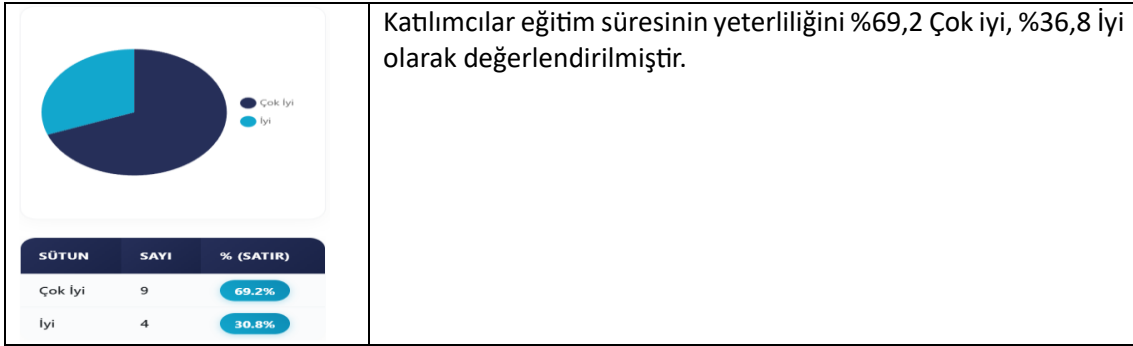 Çok İyi
İyi
SÜTUN SAYI % (SATIR)
Çok İyi 9 69.2%
İyi 4 30.8%
Katılımcılar eğitim süresinin yeterliliğini %69,2 Çok iyi, %36,8 İyi
olarak değerlendirilmiştir.